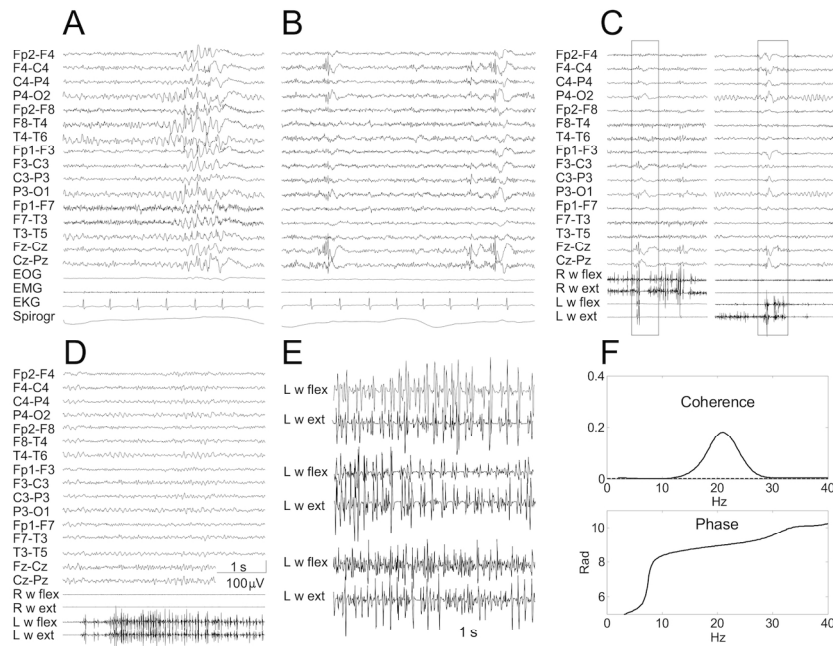 A
B
C
Fp2-F4
F4-C4
C4-P4
P4-O2
Fp2-F8
F8-T4
T4-T6
Fp1-F3
F3-C3
C3-P3
P3-O1
Fp1-F7
F7-T3
T3-T5
Fz-Cz
Cz-Pz
EOG
EMG
EKG
Spirogr
Fp2-F4
F4-C4
C4-P4
P4-O2
Fp2-F8
F8-T4
T4-T6
Fp1-F3
F3-C3
C3-P3
P3-O1
Fp1-F7
F7-T3
T3-T5
Fz-Cz
Cz-Pz
R w flex
R w ext
L w flex
L w ext
D
Fp2-F4
F4-C4
C4-P4
P4-O2
Fp2-F8
F8-T4
T4-T6
Fp1-F3
F3-C3
C3-P3
P3-O1
Fp1-F7
F7-T3
T3-T5
Fz-Cz
Cz-Pz
R w flex
R w ext
L w flex
L w ext
1 s
100 µV
E
L w flex
L w ext
L w flex
L w ext
L w flex
L w ext
1 s
F
0.4
0.2
0
Coherence
0 10 20 30 40
Hz
Phase
10
8
6
Rad
0 10 20 30 40
Hz